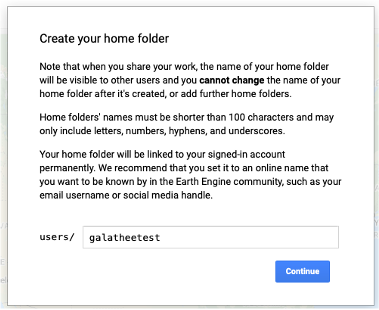 Create your home folder
Note that when you share your work, the name of your home folder
will be visible to other users and you cannot change the name of your
home folder after it's created, or add further home folders.
Home folders' names must be shorter than 100 characters and may
only include letters, numbers, hyphens, and underscores.
Your home folder will be linked to your signed-in account
permanently. We recommend that you set it to an online name that
you want to be known by in the Earth Engine community, such as your
email username or social media handle.
users/ galatheetest
Continue